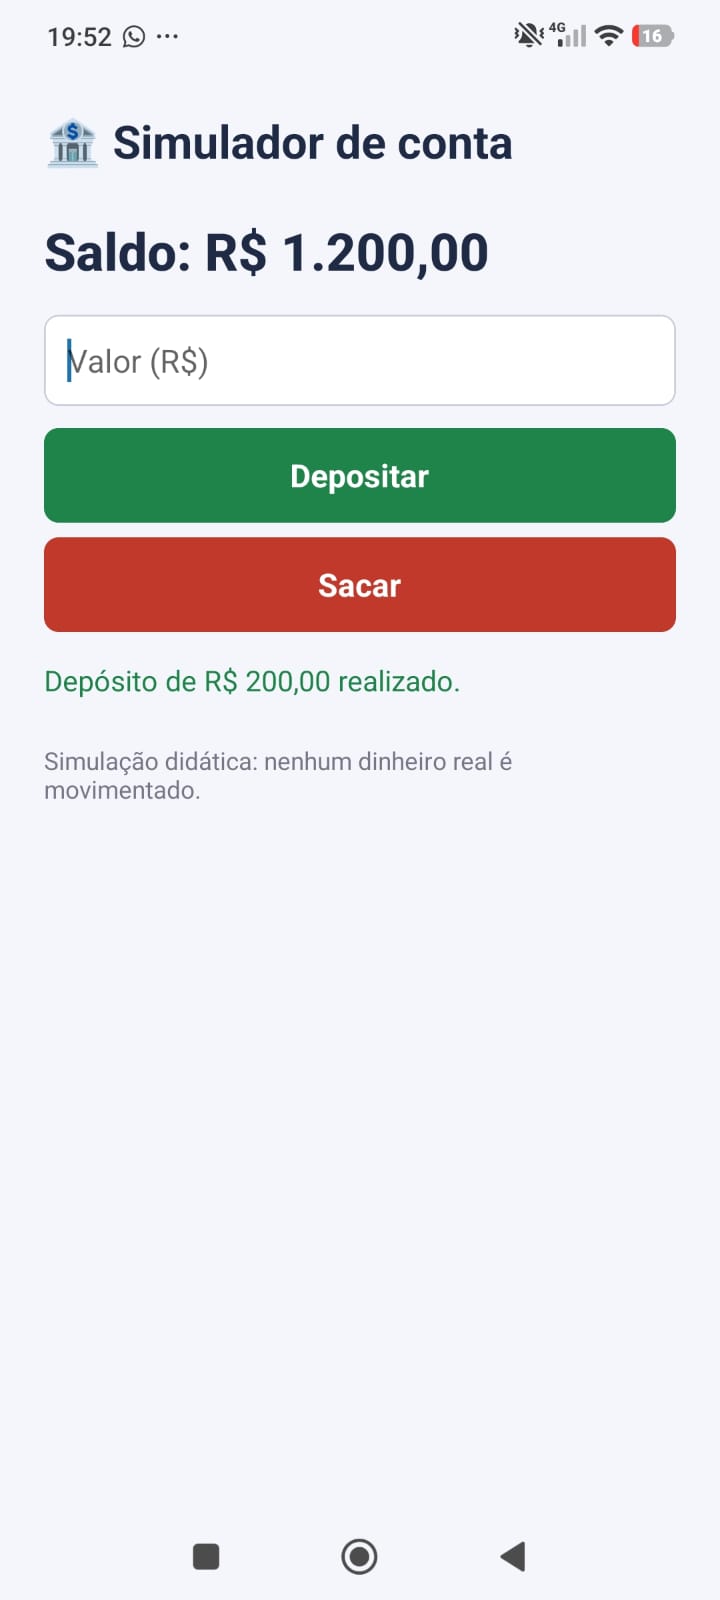 19:52
4G
16
Simulador de conta
Saldo: R$ 1.200,00
Valor (R$)
Depositar
Sacar
Depósito de R$ 200,00 realizado.
Simulação didática: nenhum dinheiro real é
movimentado.